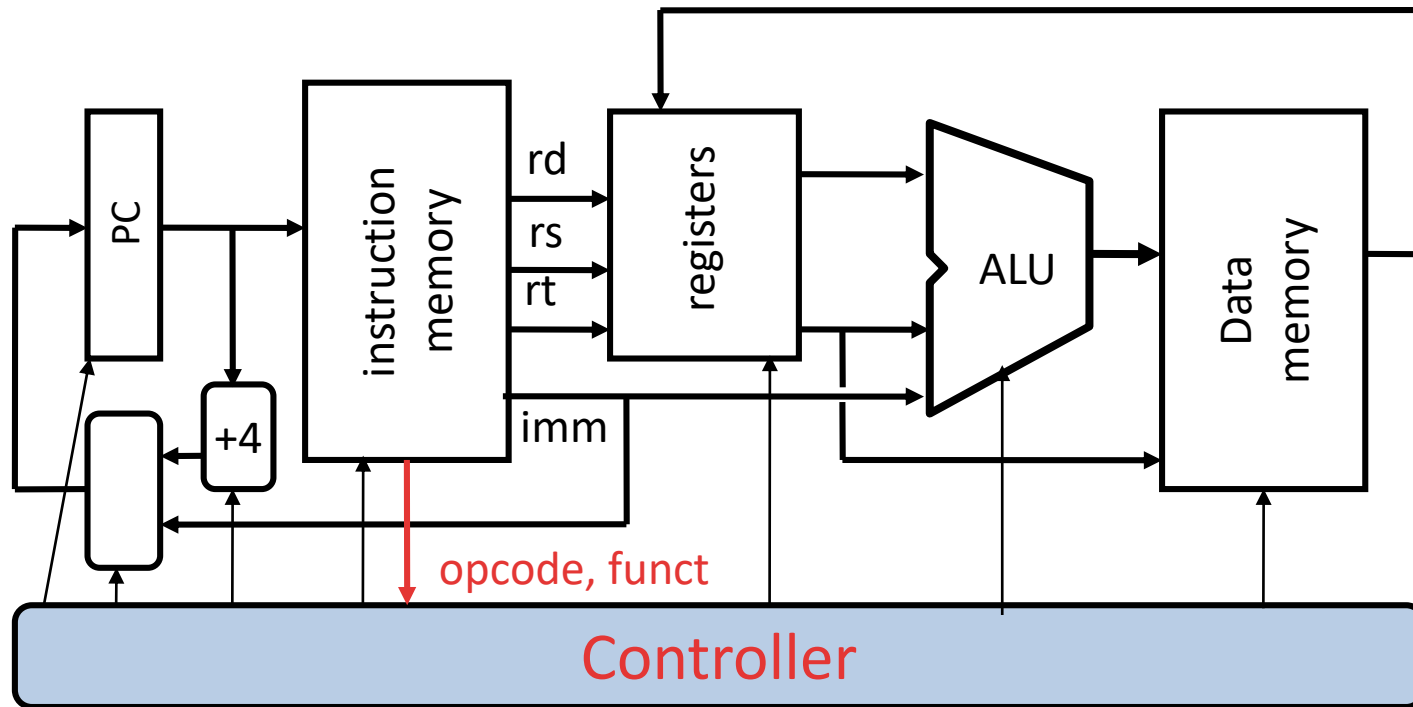 PC
+4
instruction
memory
rd
rs
rt
imm
registers
ALU
Data
memory
opcode, funct
Controller